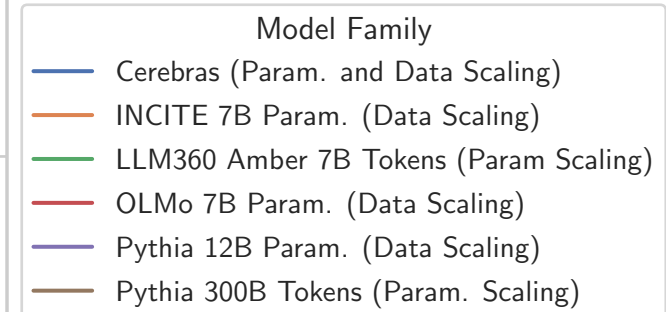 Model Family
Cerebras (Param. and Data Scaling)
INCITE 7B Param. (Data Scaling)
LLM360 Amber 7B Tokens (Param Scaling)
OLMo 7B Param. (Data Scaling)
Pythia 12B Param. (Data Scaling)
Pythia 300B Tokens (Param. Scaling)